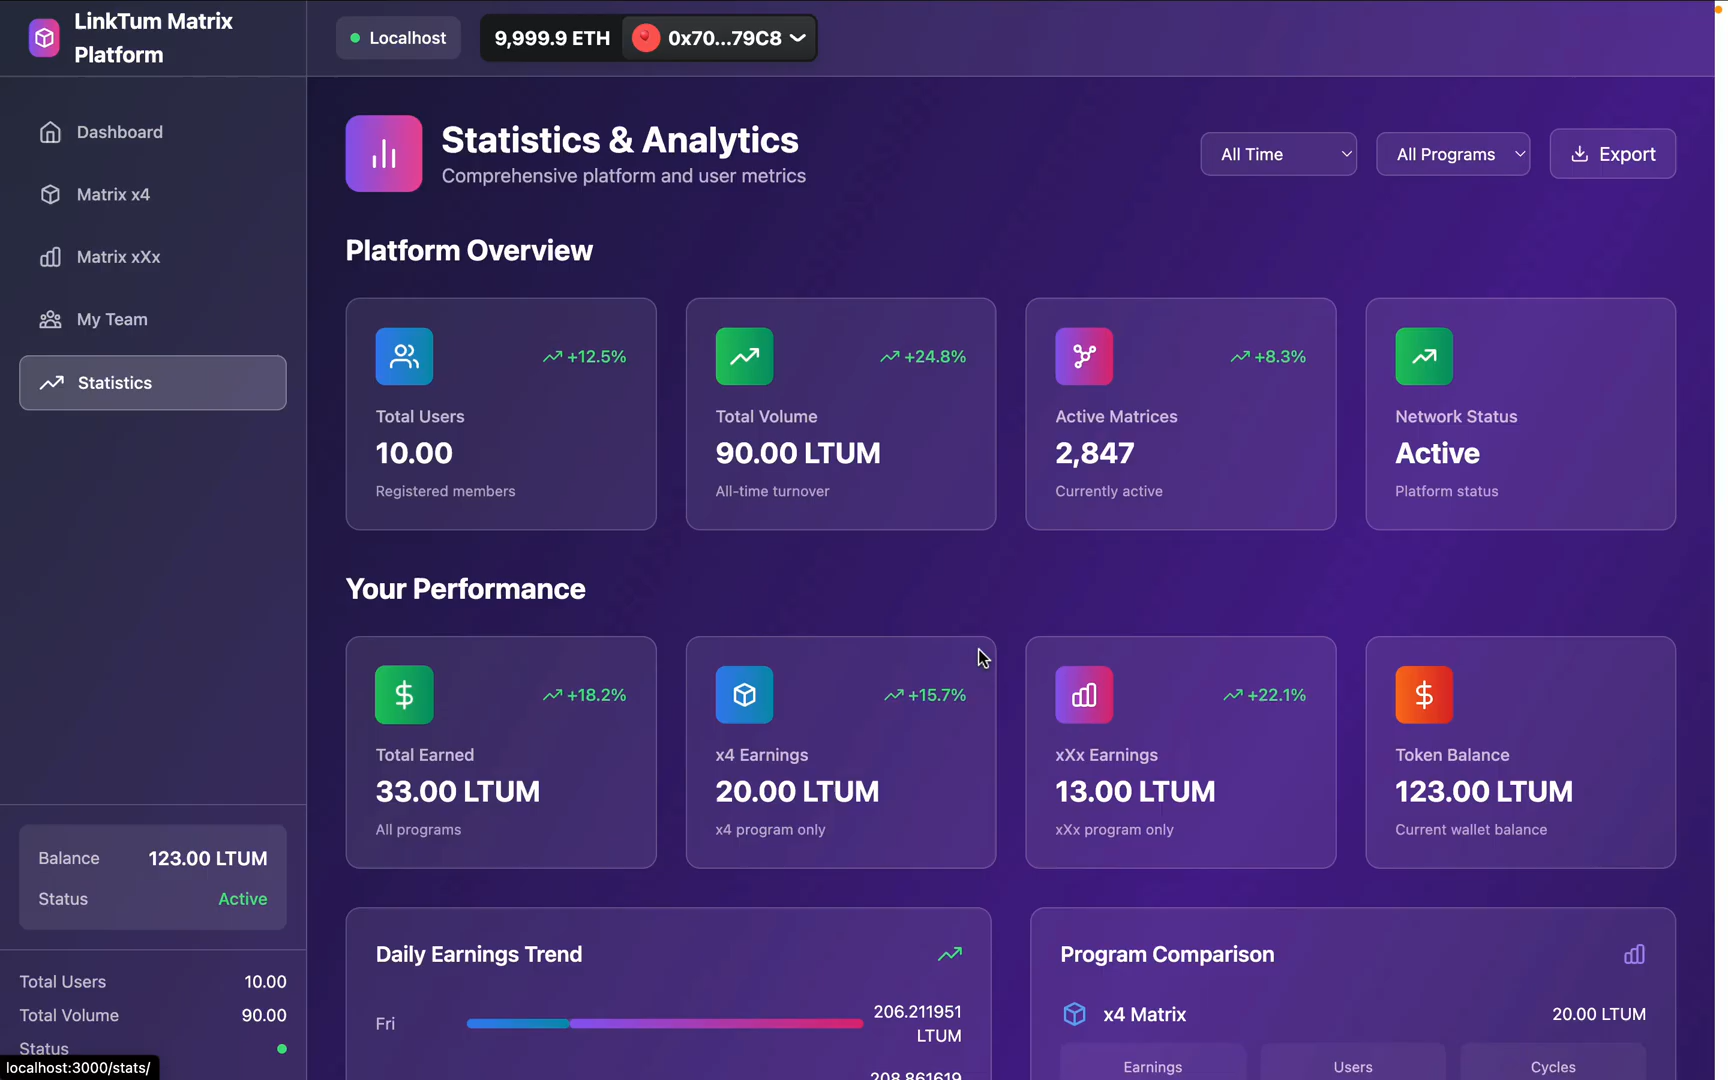 LinkTum Matrix
Platform
Localhost
9,999.9 ETH
0x70...79C8
Dashboard
Matrix x4
Matrix xXx
My Team
Statistics
Statistics & Analytics
Comprehensive platform and user metrics
All Time
All Programs
Export
Platform Overview
+12.5%
Total Users
10.00
Registered members
+24.8%
Total Volume
90.00 LTUM
All-time turnover
+8.3%
Active Matrices
2,847
Currently active
Network Status
Active
Platform status
Your Performance
+18.2%
Total Earned
33.00 LTUM
All programs
+15.7%
x4 Earnings
20.00 LTUM
x4 program only
+22.1%
xXx Earnings
13.00 LTUM
xXx program only
Token Balance
123.00 LTUM
Current wallet balance
Balance 123.00 LTUM
Status Active
Total Users 10.00
Total Volume 90.00
Status
localhost:3000/stats/
Daily Earnings Trend
Fri
206.211951
LTUM
208.861619
Program Comparison
x4 Matrix
20.00 LTUM
Earnings
Users
Cycles